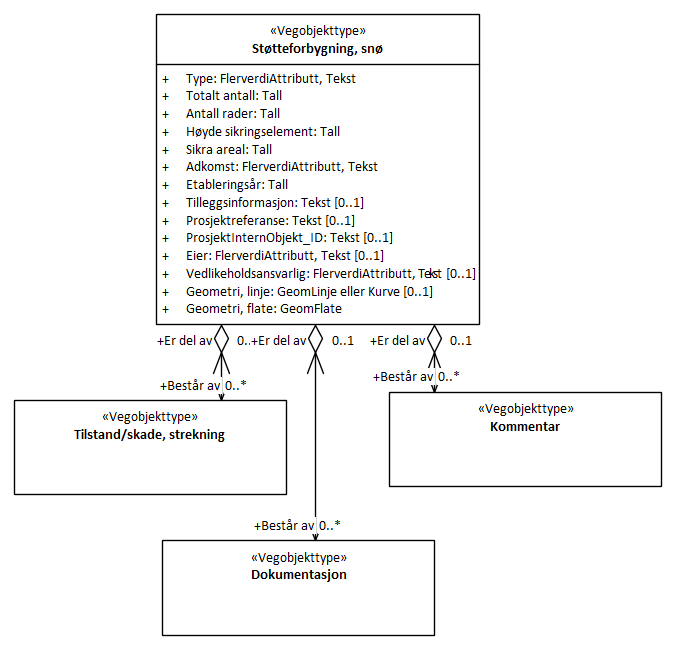 «Vegobjekttype»
Støtteforbygning, snø
+ Type: FlerverdiAttributt, Tekst
+ Totalt antall: Tall
+ Antall rader: Tall
+ Høyde sikringselement: Tall
+ Sikra areal: Tall
+ Adkomst: FlerverdiAttributt, Tekst
+ Etableringsår: Tall
+ Tilleggsinformasjon: Tekst [0..1]
+ Prosjektreferanse: Tekst [0..1]
+ ProsjektInternObjekt_ID: Tekst [0..1]
+ Eier: FlerverdiAttributt, Tekst [0..1]
+ Vedlikeholdsansvarlig: FlerverdiAttributt, Tekst [0..1]
+ Geometri, linje: GeomLinje eller Kurve [0..1]
+ Geometri, flate: GeomFlate
+Er del av 0..+Er del av 0..1 +Er del av 0..1
+Består av 0..*
+Består av 0..*
«Vegobjekttype»
Tilstand/skade, strekning
«Vegobjekttype»
Kommentar
+Består av 0..*
«Vegobjekttype»
Dokumentasjon